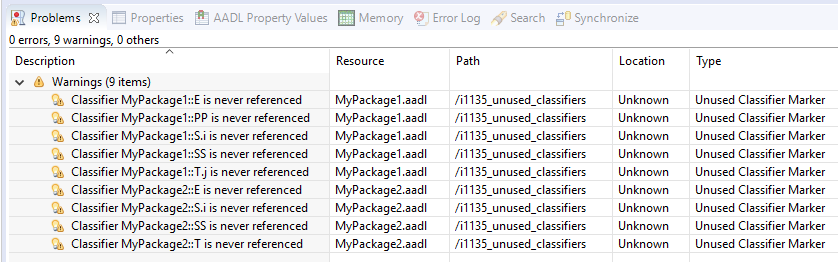 Problems Properties AADL Property Values Memory Error Log Search Synchronize
0 errors, 9 warnings, 0 others
Description Resource Path Location Type
Warnings (9 items)
Classifier MyPackage1::E is never referenced MyPackage1.aadl /i1135_unused_classifiers Unknown Unused Classifier Marker
Classifier MyPackage1::PP is never referenced MyPackage1.aadl /i1135_unused_classifiers Unknown Unused Classifier Marker
Classifier MyPackage1::S.i is never referenced MyPackage1.aadl /i1135_unused_classifiers Unknown Unused Classifier Marker
Classifier MyPackage1::SS is never referenced MyPackage1.aadl /i1135_unused_classifiers Unknown Unused Classifier Marker
Classifier MyPackage1::T.j is never referenced MyPackage1.aadl /i1135_unused_classifiers Unknown Unused Classifier Marker
Classifier MyPackage2::E is never referenced MyPackage2.aadl /i1135_unused_classifiers Unknown Unused Classifier Marker
Classifier MyPackage2::S.i is never referenced MyPackage2.aadl /i1135_unused_classifiers Unknown Unused Classifier Marker
Classifier MyPackage2::SS is never referenced MyPackage2.aadl /i1135_unused_classifiers Unknown Unused Classifier Marker
Classifier MyPackage2::T is never referenced MyPackage2.aadl /i1135_unused_classifiers Unknown Unused Classifier Marker